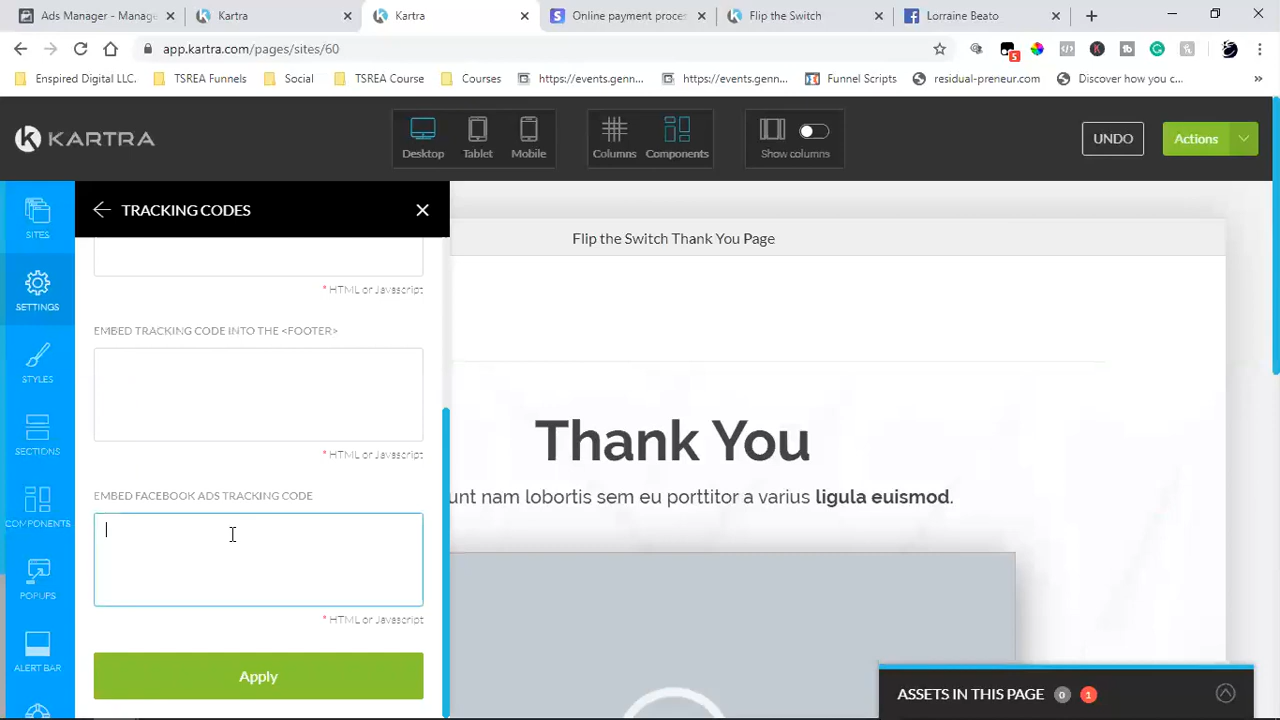 Ads Manager - Manage
Kartra
Kartra
Online payment proces
Flip the Switch
Lorraine Beato
app.kartra.com/pages/sites/60
5
Enspired Digital LLC.
TSREA Funnels
Social
TSREA Course
Courses
https://events.genn...
https://events.genn...
Funnel Scripts
residual-preneur.com
Discover how you c...
KARTRA
Desktop
Tablet
Mobile
Columns
Components
Show columns
UNDO
Actions
SITES
SETTINGS
STYLES
SECTIONS
COMPONENTS
POPUPS
ALERT BAR
TRACKING CODES
* HTML or Javascript
EMBED TRACKING CODE INTO THE <FOOTER>
* HTML or Javascript
EMBED FACEBOOK ADS TRACKING CODE
* HTML or Javascript
Apply
Flip the Switch Thank You Page
Thank You
unt nam lobortis sem eu porttitor a varius ligula euismod.
ASSETS IN THIS PAGE 0 1